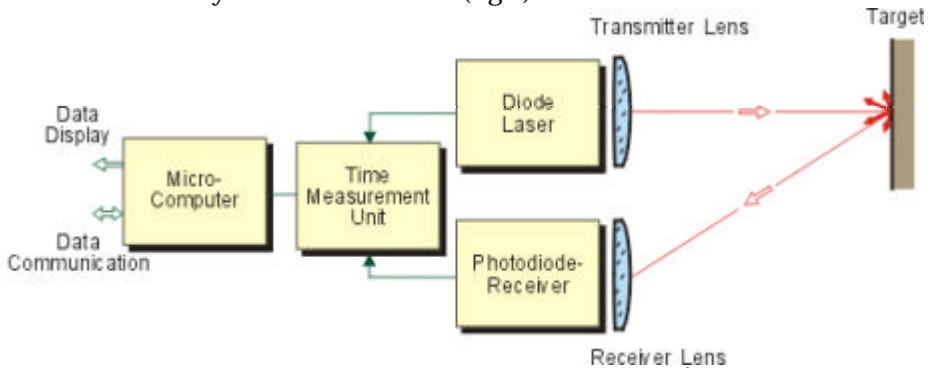 Target
Transmitter Lens
Diode
Laser
Data
Display
Micro-
Computer
Time
Measurement
Unit
Data
Communication
Photodiode-
Receiver
Receiver Lens